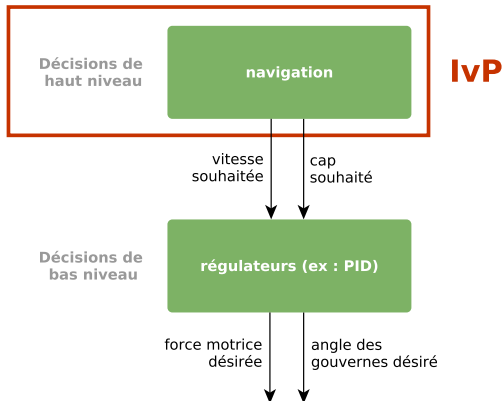 Décisions de
haut niveau
navigation
IvP
vitesse
souhaitée
cap
souhaité
Décisions de
bas niveau
régulateurs (ex : PID)
force motrice
désirée
angle des
gouvernes désiré